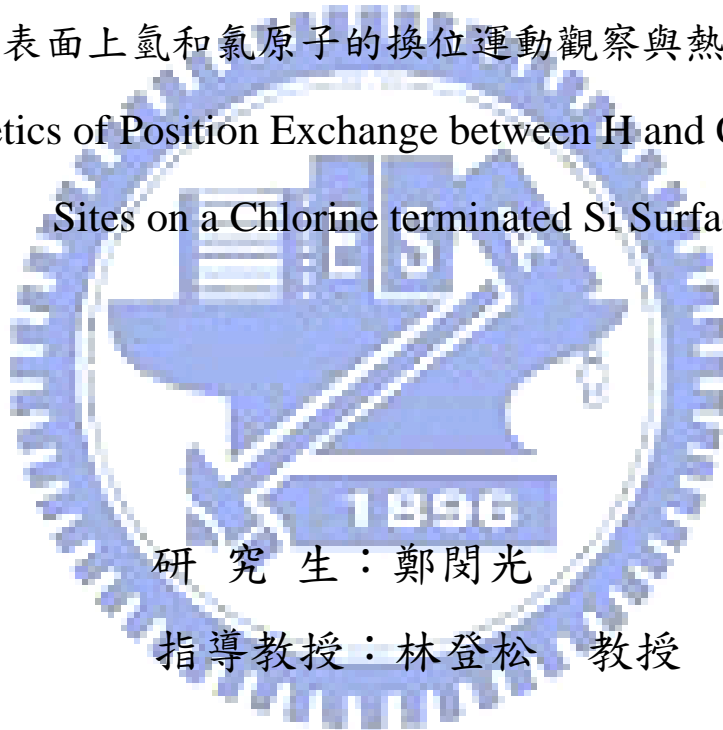 表面上氫和氯原子的換位運動觀察與熱
etics of Position Exchange between H and
Sites on a Chlorine terminated Si Surfa
E S
1896
研 究 生：鄭閔光
指導教授：林登松 教授